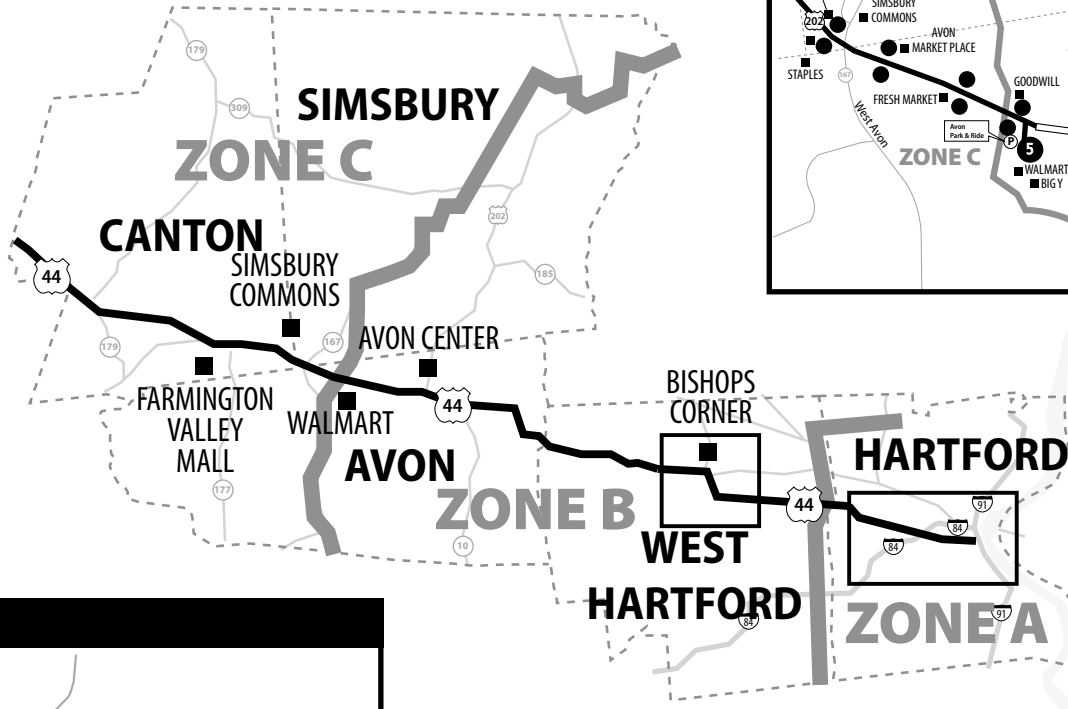 SIMSBURY
COMMONS
202
AVON
MARKET PLACE
STAPLES
167
FRESH MARKET
GOODWILL
West Avon
Avon
Park & Ride
P
5
ZONE C
WALMART
BIG Y
179
309
SIMSBURY
ZONE C
202
CANTON
SIMSBURY
COMMONS
44
185
179
167
AVON CENTER
FARMINGTON
VALLEY
MALL
WALMART
44
BISHOPS
CORNER
AVON
HARTFORD
177
ZONE B
44
91
84
84
10
WEST
HARTFORD
84
ZONE A
91